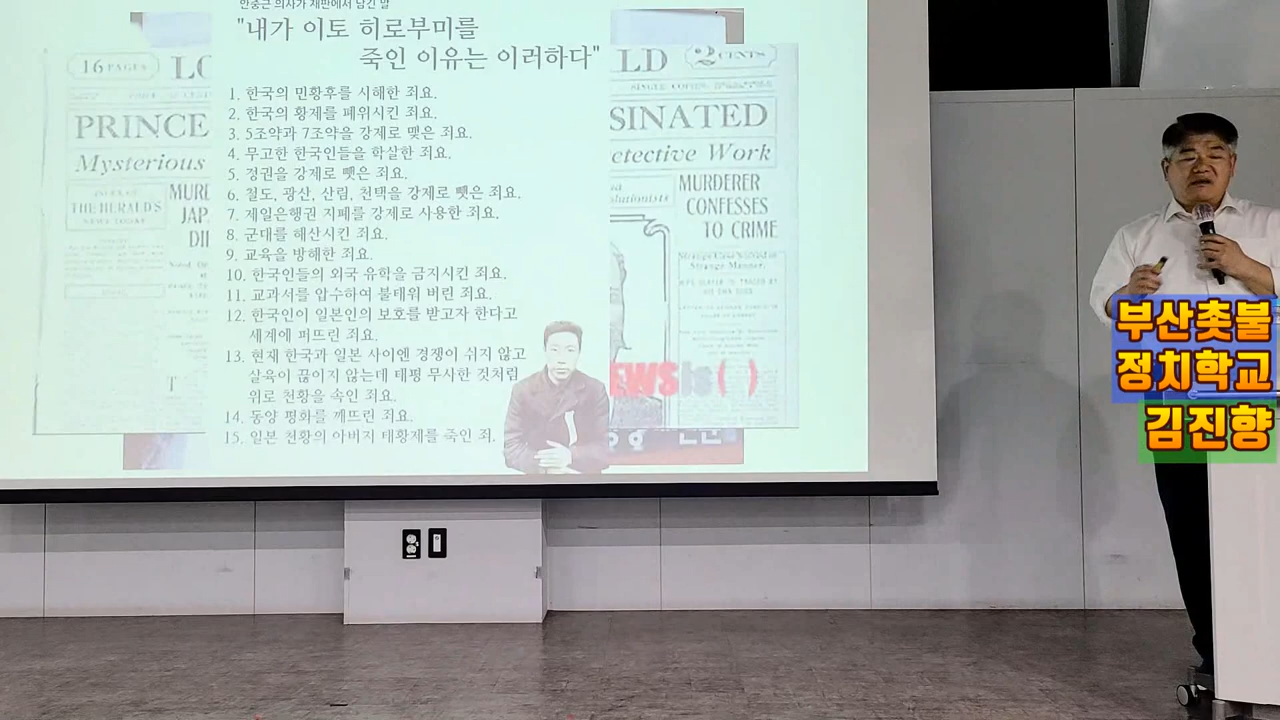 안중근 의사가 재판에서 남긴 말
"내가 이토 히로부미를
죽인 이유는 이러하다"
1. 한국의 민황후를 시해한 죄요.
2. 한국의 황제를 폐위시킨 죄요.
3. 5조약과 7조약을 강제로 맺은 죄요.
4. 무고한 한국인들을 학살한 죄요.
5. 정권을 강제로 뺏은 죄요.
6. 철도, 광산, 산림, 천택을 강제로 뺏은 죄요.
7. 제일은행권 지폐를 강제로 사용한 죄요.
8. 군대를 해산시킨 죄요.
9. 교육을 방해한 죄요.
10. 한국인들의 외국 유학을 금지시킨 죄요.
11. 교과서를 압수하여 불태워 버린 죄요.
12. 한국인이 일본인의 보호를 받고자 한다고
세계에 퍼뜨린 죄요.
13. 현재 한국과 일본 사이엔 경쟁이 쉬지 않고
살육이 끊이지 않는데 태평 무사한 것처럼
위로 천황을 속인 죄요.
14. 동양 평화를 깨뜨린 죄요.
15. 일본 천황의 아버지 태황제를 죽인 죄.
16 PAGES
LO
PRINCE
Mysterious
THE HERALD'S
NEWS TODAY
MURD
JAP
DI
LD
2 CENTS
SINATED
etective Work
MURDERER
CONFESSES
TO CRIME
Strange Manner.
EWS is ( )
부산촛불
정치학교
김진향